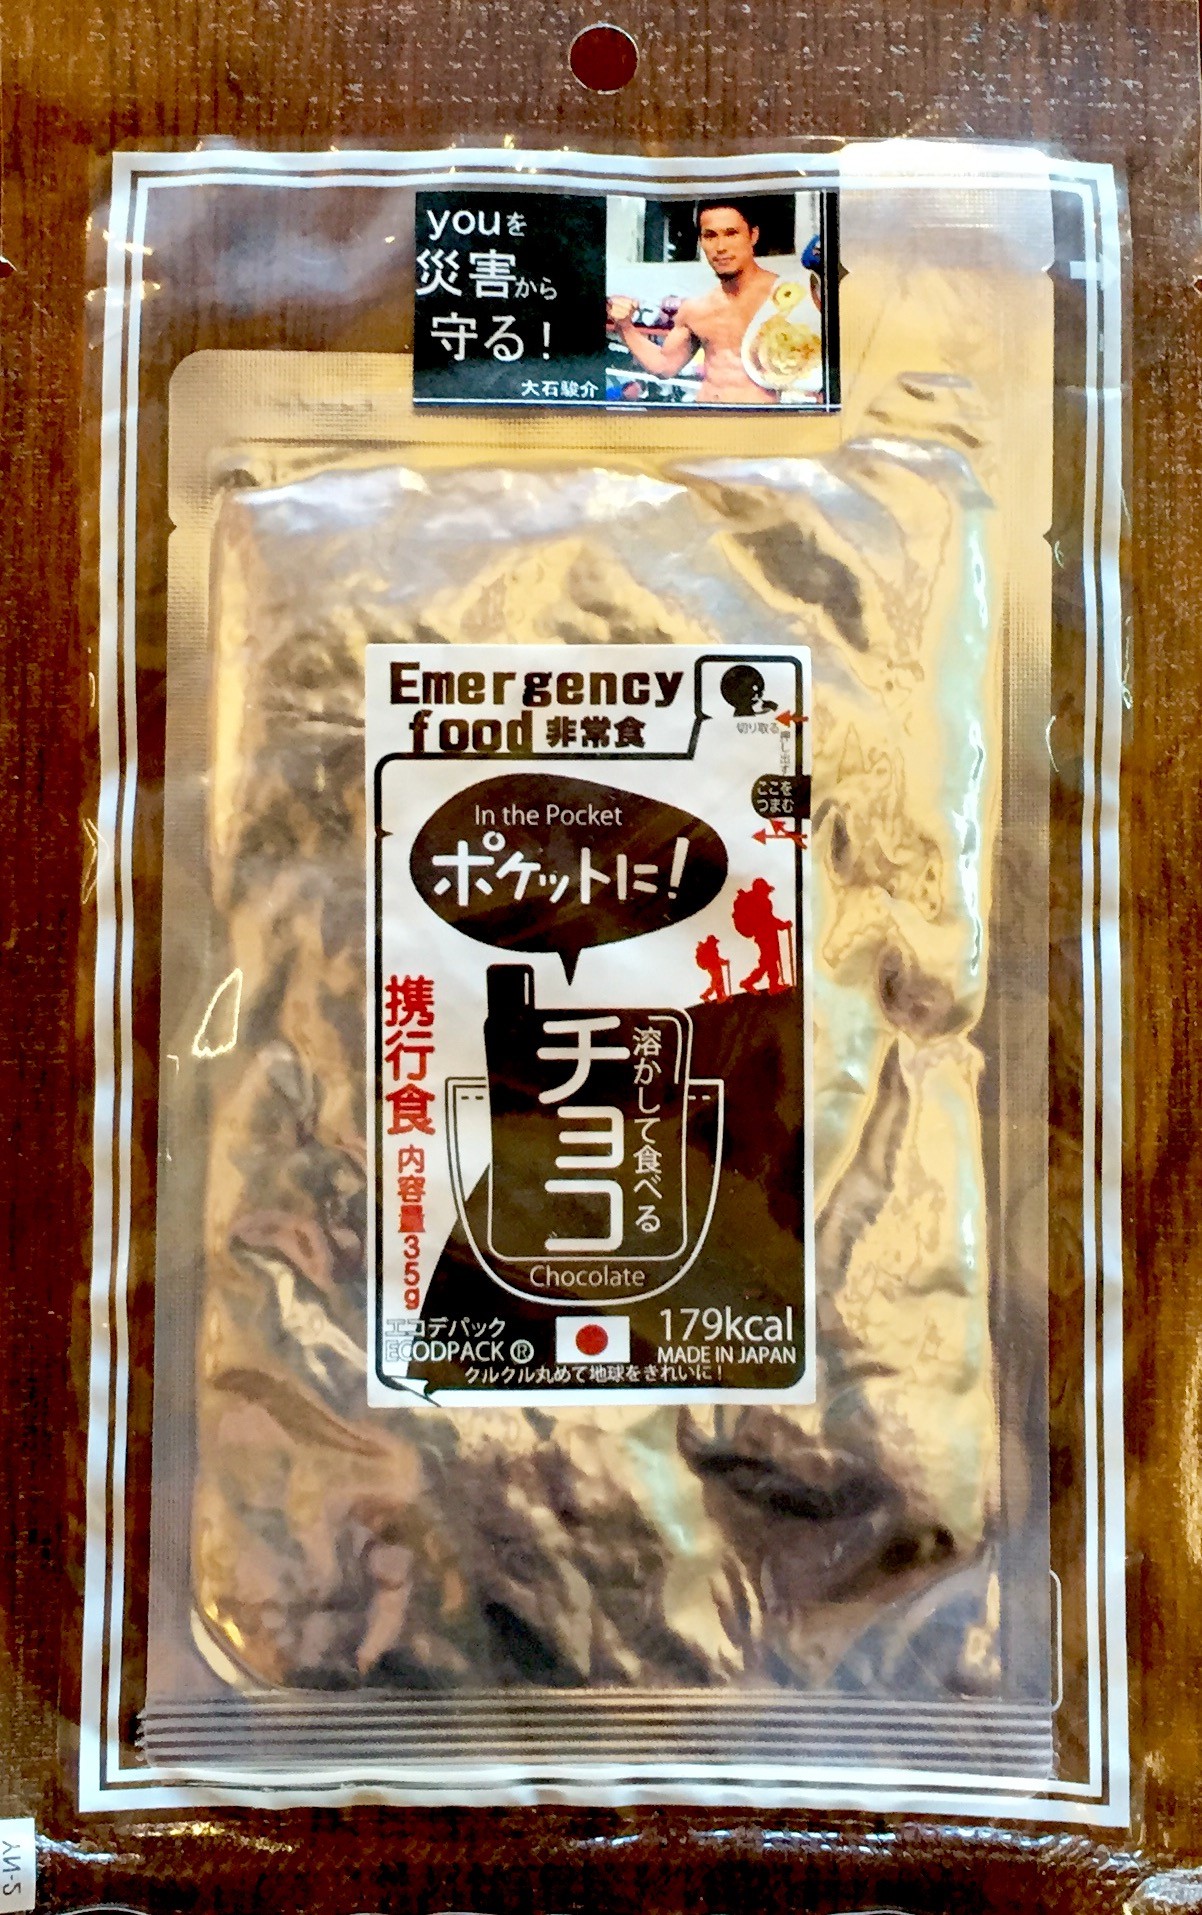 youを
災害から
守る!
大石駿介
Emergency
food 非常食
切り取る
押し出す
ここを
つまむ
In the Pocket
ポケットに!
携行食 内容量35g
溶かして食べる
チョコ
Chocolate
エコデパック
ECODPACK ®
179kcal
MADE IN JAPAN
クルクル丸めて地球をきれいに!